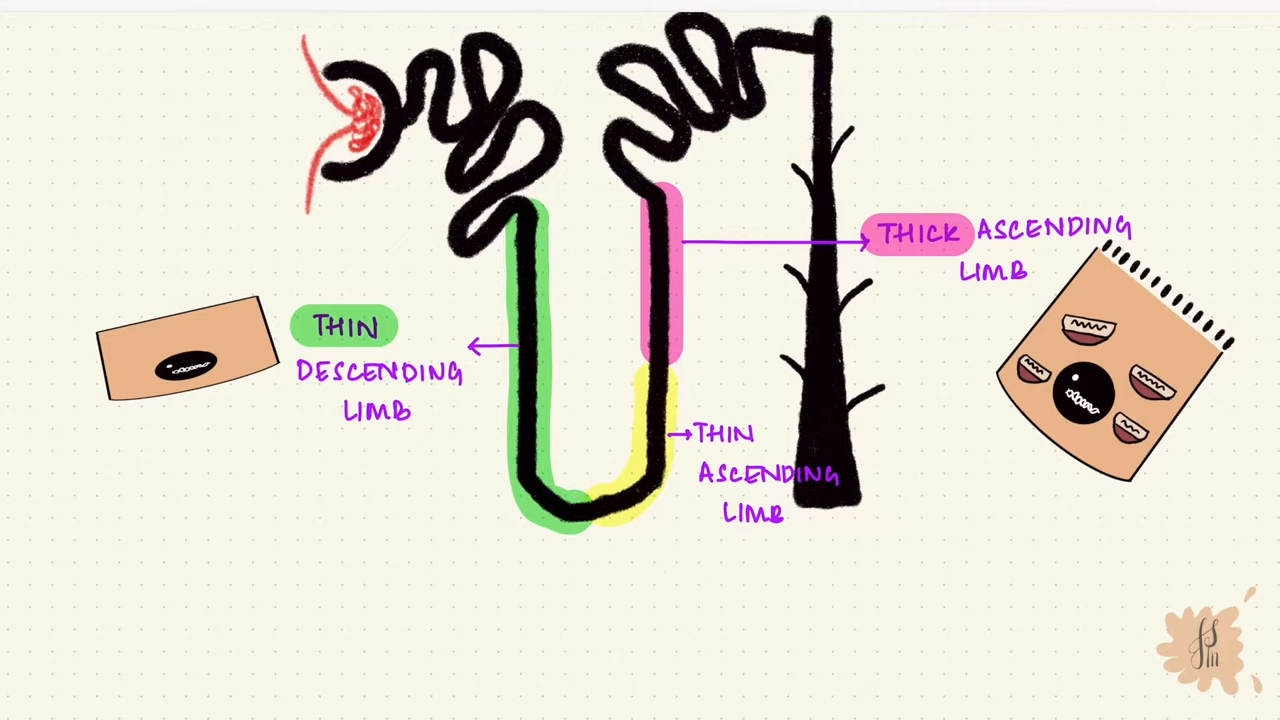 THIN
DESCENDING
LIMB
THICK ASCENDING
LIMB
THIN
ASCENDING
LIMB